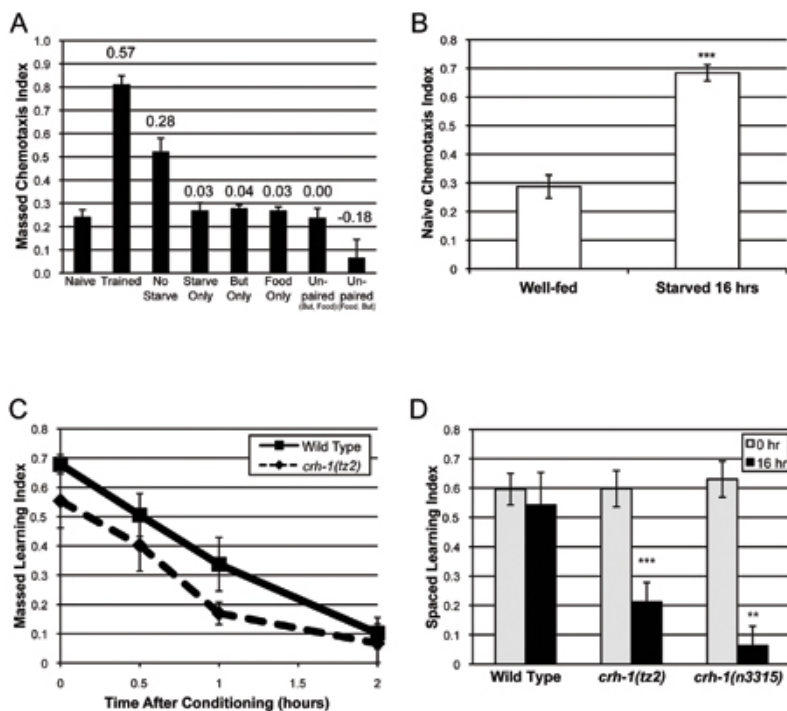 A
Massed Chemotaxis Index
1.0
0.9
0.8
0.7
0.6
0.5
0.4
0.3
0.2
0.1
0.0
0.57
0.28
0.03
0.04
0.03
0.00
-0.18
Naive
Trained
No
Starve
Starve
Only
But
Only
Food
Only
Un-
paired
(But, Food)
Un-
paired
(Food, But)
B
Naive Chemotaxis Index
0.8
0.7
0.6
0.5
0.4
0.3
0.2
0.1
0
***
Well-fed
Starved 16 hrs
C
Massed Learning Index
0.8
0.7
0.6
0.5
0.4
0.3
0.2
0.1
0
Wild Type
crh-1(tz2)
0
0.5
1
1.5
2
Time After Conditioning (hours)
D
Spaced Learning Index
0.8
0.7
0.6
0.5
0.4
0.3
0.2
0.1
0
0 hr
16 hr
***
**
Wild Type
crh-1(tz2)
crh-1(n3315)